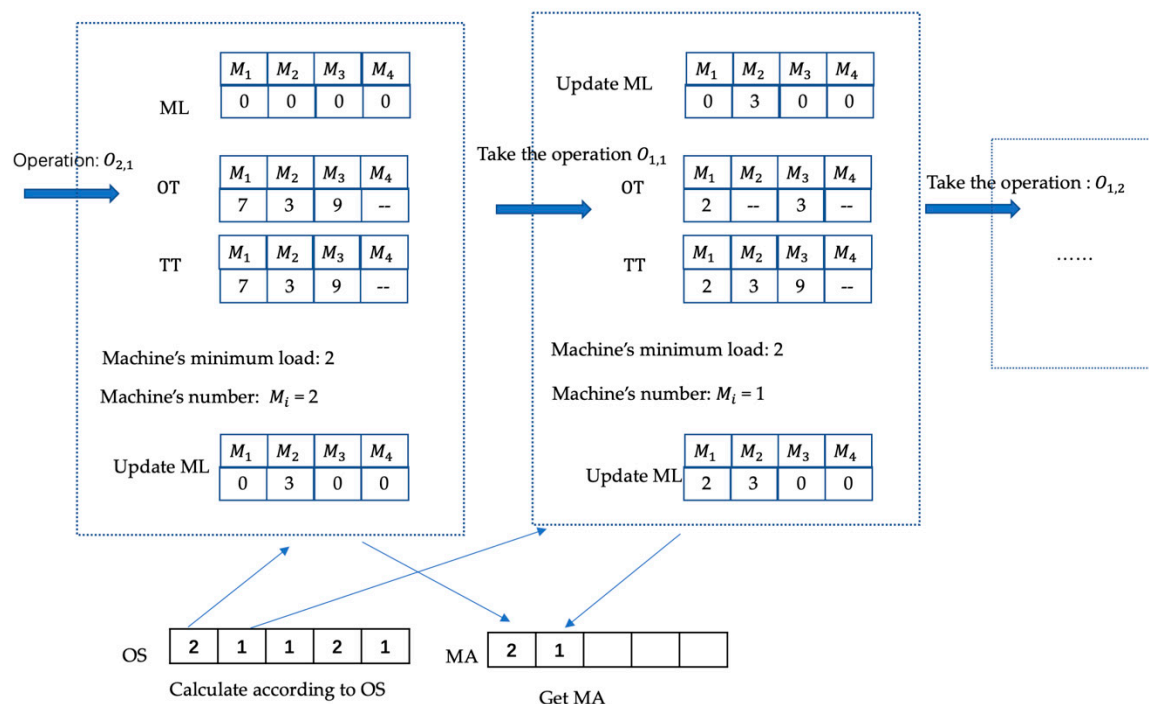 Operation: O2,1
ML
M1 M2 M3 M4
0 0 0 0
OT
M1 M2 M3 M4
7 3 9 --
TT
M1 M2 M3 M4
7 3 9 --
Machine's minimum load: 2
Machine's number: Mi = 2
Update ML
M1 M2 M3 M4
0 3 0 0
Take the operation O1,1
Update ML
M1 M2 M3 M4
0 3 0 0
OT
M1 M2 M3 M4
2 -- 3 --
TT
M1 M2 M3 M4
2 3 9 --
Machine's minimum load: 2
Machine's number: Mi = 1
Update ML
M1 M2 M3 M4
2 3 0 0
Take the operation : O1,2
……
OS 2 1 1 2 1
Calculate according to OS
MA 2 1
Get MA